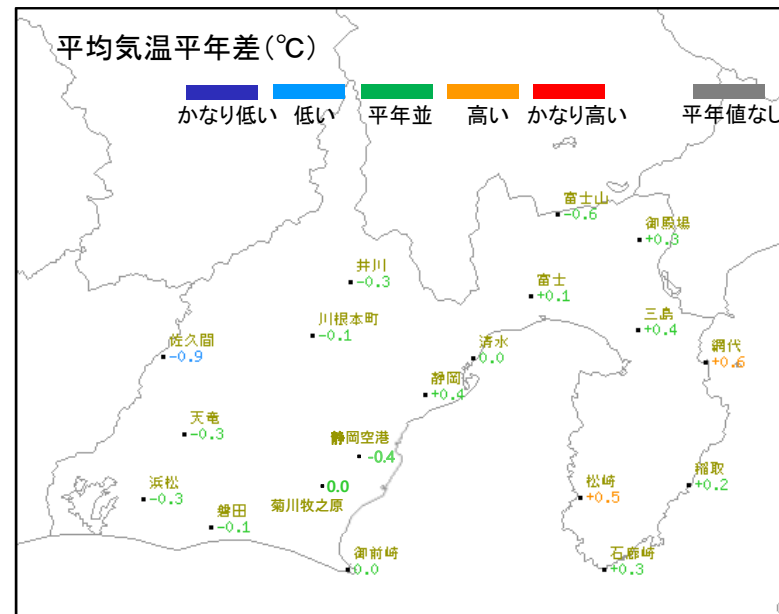 平均気温平年差(℃)
かなり低い 低い 平年並 高い かなり高い 平年値なし
富士山
-0.6
御殿場
+0.3
井川
-0.3
富士
+0.1
川根本町
-0.1
三島
+0.4
佐久間
-0.9
清水
0.0
網代
+0.6
静岡
+0.4
天竜
-0.3
静岡空港
-0.4
浜松
-0.3
0.0
菊川牧之原
松崎
+0.5
稲取
+0.2
磐田
-0.1
御前崎
0.0
石廊崎
+0.3